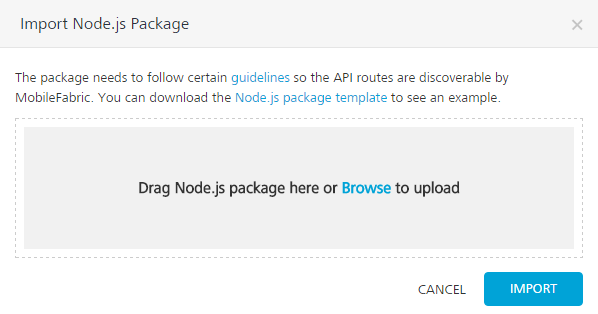 Import Node.js Package
The package needs to follow certain guidelines so the API routes are discoverable by
MobileFabric. You can download the Node.js package template to see an example.
Drag Node.js package here or Browse to upload
CANCEL
IMPORT